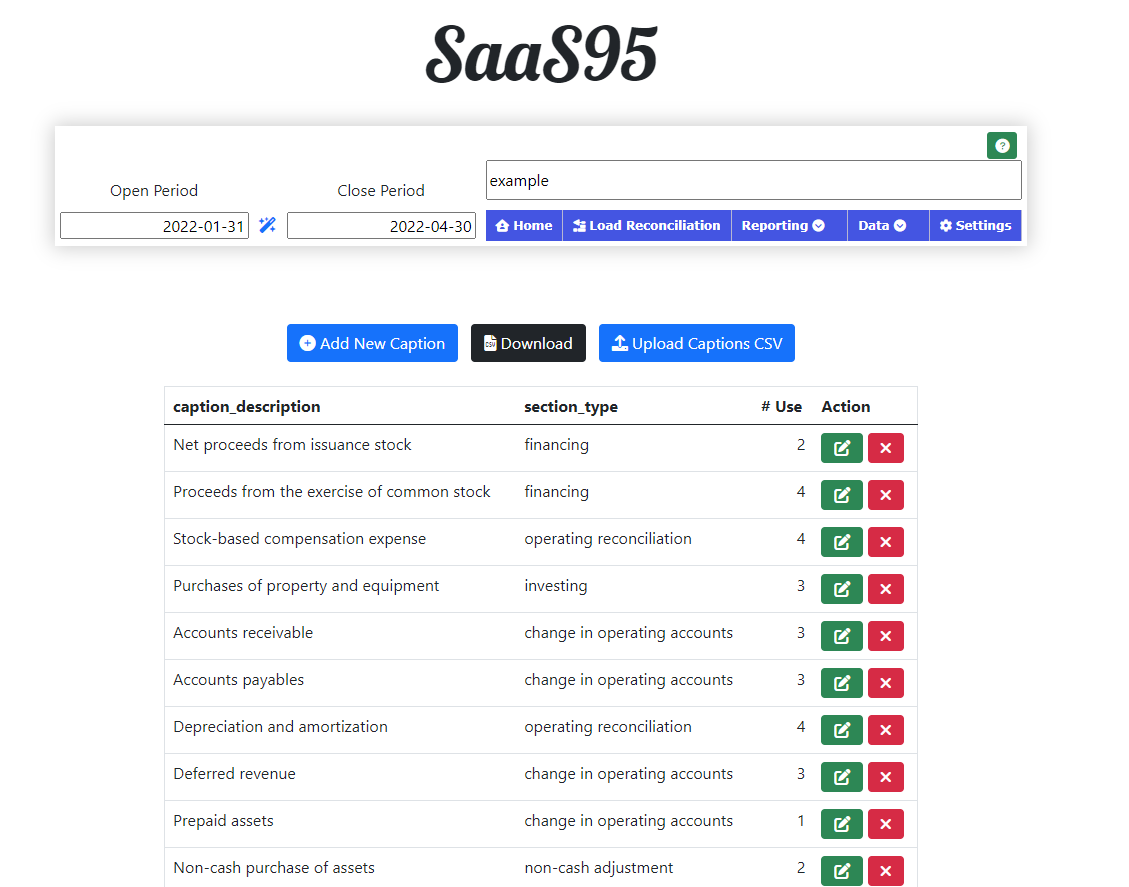 SaaS95
Open Period
Close Period
example
2022-01-31
2022-04-30
Home Load Reconciliation Reporting Data Settings
Add New Caption Download Upload Captions CSV
caption_description section_type # Use Action
Net proceeds from issuance stock financing 2
Proceeds from the exercise of common stock financing 4
Stock-based compensation expense operating reconciliation 4
Purchases of property and equipment investing 3
Accounts receivable change in operating accounts 3
Accounts payables change in operating accounts 3
Depreciation and amortization operating reconciliation 4
Deferred revenue change in operating accounts 3
Prepaid assets change in operating accounts 1
Non-cash purchase of assets non-cash adjustment 2